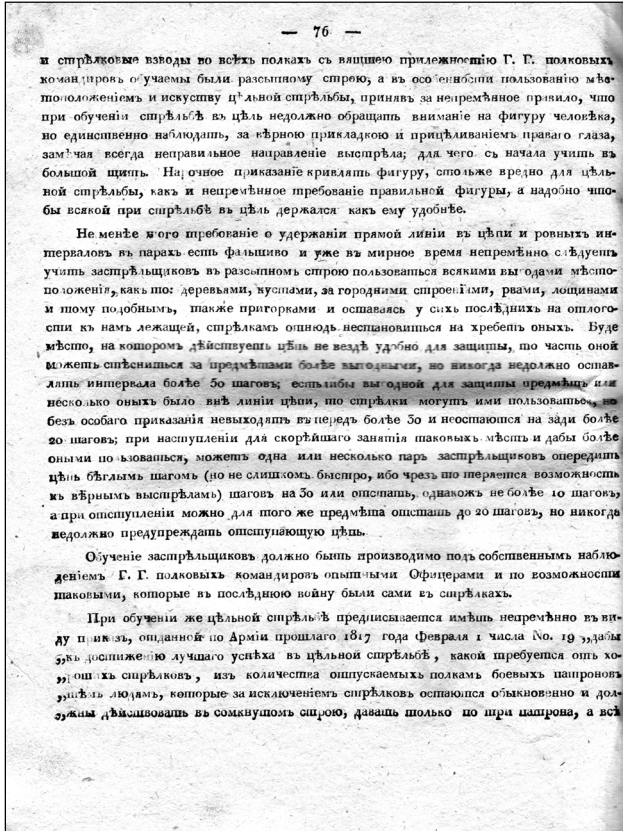 — 76 —
и стрѣлковые взводы во всѣхъ полкахъ съ вящшею прилежностію Г. Г. полковыхъ
командировъ обучаемы были разсыпному строю, а въ особенности пользованію мѣс-
тоположеніемъ и искуству цѣльной стрѣльбы, принявъ за непремѣнное правило, что
при обученіи стрѣльбѣ въ цѣль недолжно обращать вниманіе на фигуру человѣка,
но единственно наблюдать, за вѣрною прикладкою и прицѣливаніемъ праваго глаза,
замѣчая всегда неправильное направленіе выстрѣла; для чего съ начала учить въ
большой щитъ. Нарочное приказаніе кривлять фигуру, столько вредно для цѣль-
ной стрѣльбы, какъ и непремѣнное требованіе правильной фигуры, а надобно что-
бы всякой при стрѣльбѣ въ цѣль держался какъ ему удобнѣе.
Не менѣе того требованіе о удержаніи прямой линіи въ цѣпи и ровныхъ ин-
терваловъ въ парахъ есть фальшиво и уже въ мирное время непремѣнно слѣдуетъ
учить застрѣльщиковъ въ разсыпномъ строю пользоваться всякими выгодами мѣсто-
положенія, какъ то: деревьями, кустами, за городними строеніями, рвами, лощинами
и тому подобнымъ, также пригорками и оставаясь у сихъ послѣднихъ на отлого-
сти къ намъ лежащей, стрѣлкамъ отнюдь нестановиться на хребетъ оныхъ. Буде
мѣсто, на которомъ дѣйствуетъ цѣпь не вездѣ удобно для защиты, то часть оной
можетъ стѣсниться за предмѣтами болѣе выгодными, но никогда недолжно остав-
лять интервала болѣе 30 шаговъ; естьлибы выгодной для защиты предмѣтъ или
несколько оныхъ было внѣ линіи цѣпи, то стрѣлки могутъ ими пользоваться, но
безъ особаго приказанія невыходятъ въ передъ болѣе 30 и неостаются на зади болѣе
20 шаговъ; при наступленіи для скорѣйшаго занятія таковыхъ мѣстъ и дабы болѣе
оными пользоваться, можетъ одна или несколько паръ застрѣльщиковъ опередить
цѣпь бѣглымъ шагомъ (но не слишкомъ быстро, ибо чрезъ то теряется возможность
къ вѣрнымъ выстрѣламъ) шаговъ на 30 или отстать, однакожъ не болѣе 10 шаговъ,
а при отступленіи можно для того же предмѣта отстать до 20 шаговъ, но никогда
недолжно предупреждать отступающую цѣпь.
Обученіе застрѣльщиковъ должно быть производимо подъ собственнымъ наблю-
деніемъ Г. Г. полковыхъ командировъ опытными Офицерами и по возможности
таковыми, которые въ послѣднюю войну были сами въ стрѣлкахъ.
При обученіи же цѣльной стрѣльбѣ предписывается имѣть непремѣнно въ ви-
ду приказъ, отданной по Арміи прошлаго 1817 года февраля 1 числа No. 19 „дабы
„къ достиженію лучшаго успѣха въ цѣльной стрѣльбѣ, какой требуется отъ хо-
„рошихъ стрѣлковъ, изъ количества отпускаемыхъ полкамъ боевыхъ патроновъ
„тѣмъ людямъ, которые за исключеніемъ стрѣлковъ остаются обыкновенно и дол-
„жны дѣйствовать въ сомкнутомъ строю, давать только по три патрона, а всѣ